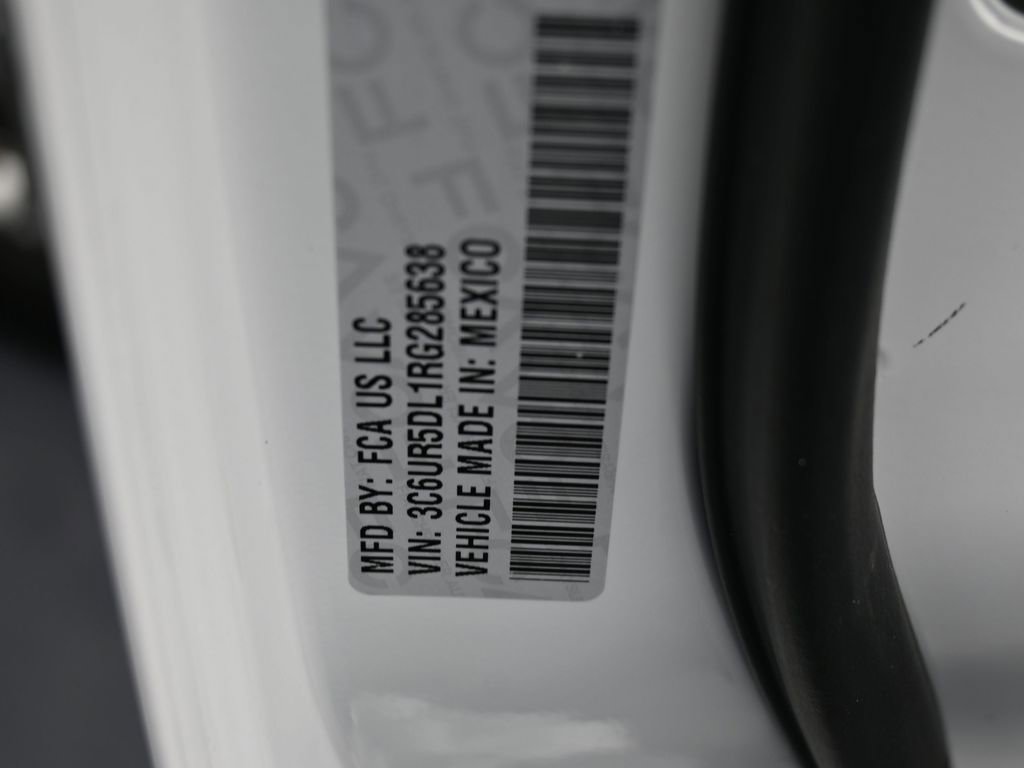 MFD BY: FCA US LLC
VIN: 3C6UR5DL1RG285638
VEHICLE MADE IN: MEXICO